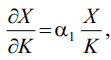 ∂X/∂K = α₁ X/K,